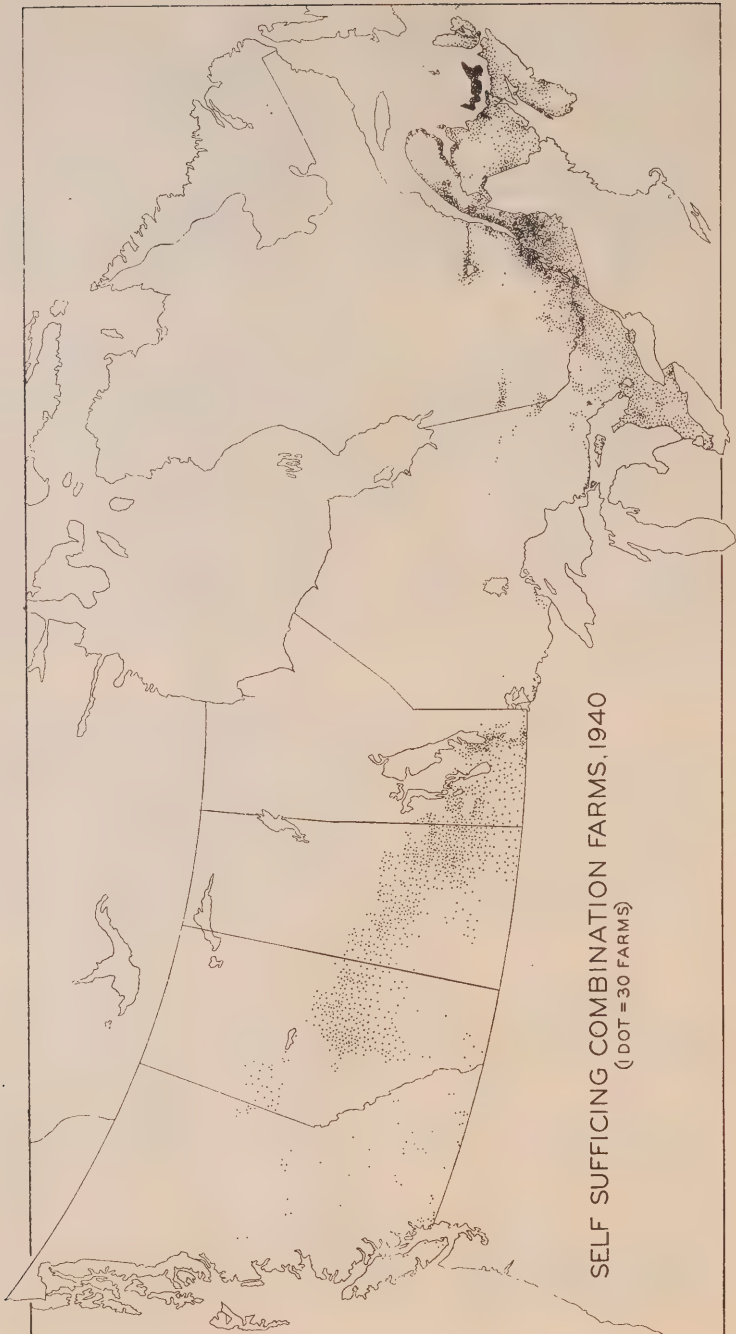 SELF SUFFICING COMBINATION FARMS, 1940
(1 DOT = 30 FARMS)